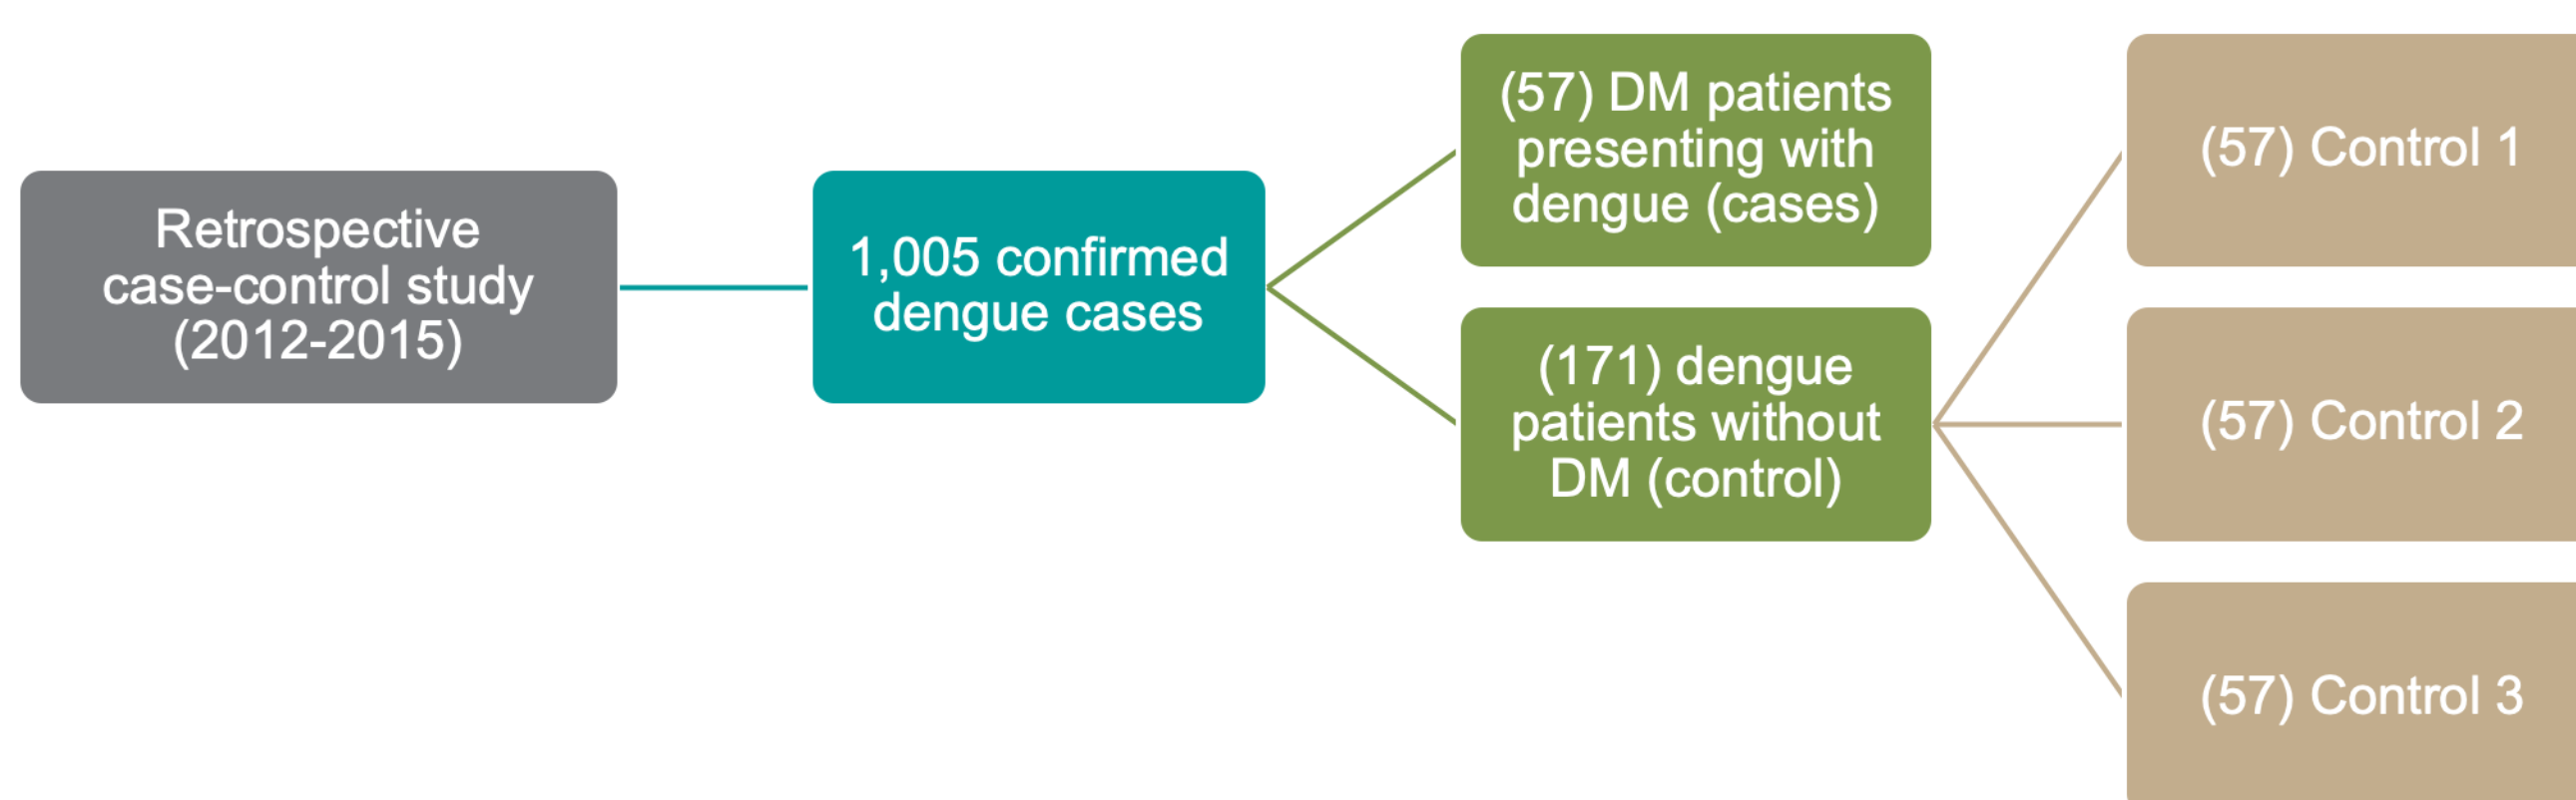 Retrospective
case-control study
(2012-2015)
1,005 confirmed
dengue cases
(57) DM patients
presenting with
dengue (cases)
(171) dengue
patients without
DM (control)
(57) Control 1
(57) Control 2
(57) Control 3